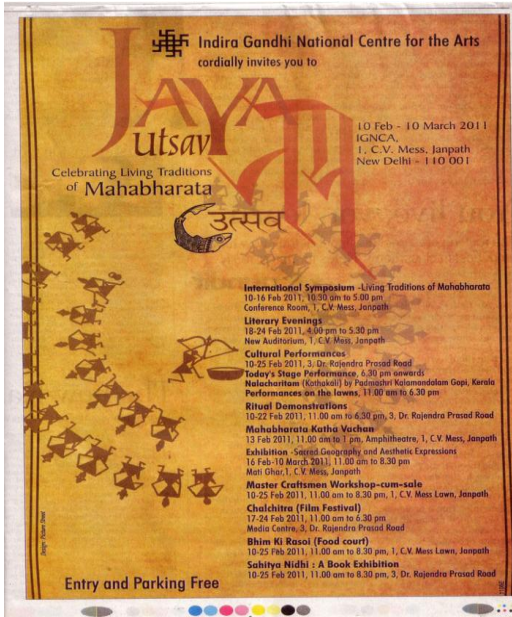 Indira Gandhi National Centre for the Arts
cordially invites you to
JAYA
utsav
जय
उत्सव
Celebrating Living Traditions
of Mahabharata
10 Feb - 10 March 2011
IGNCA,
1, C.V. Mess, Janpath
New Delhi - 110 001
International Symposium -Living Traditions of Mahabharata
10-16 Feb 2011, 10.30 am to 5.00 pm
Conference Room, 1, C.V. Mess, Janpath
Literary Evenings
18-24 Feb 2011, 4.00 pm to 5.30 pm
New Auditorium, 1, C.V. Mess, Janpath
Cultural Performances
10-25 Feb 2011, 3, Dr. Rajendra Prasad Road
Today's Stage Performance, 6.30 pm onwards
Nalacharitam (Kathakali) by Padmashri Kalamandalam Gopi, Kerala
Performances on the lawns, 11.00 am to 6.30 pm
Ritual Demonstrations
10-22 Feb 2011, 11.00 am to 6.30 pm, 3, Dr. Rajendra Prasad Road
Mahabharata Katha Vachan
13 Feb 2011, 11.00 am to 1 pm, Amphitheatre, 1, C.V. Mess, Janpath
Exhibition -Sacred Geography and Aesthetic Expressions
16 Feb-10 March 2011, 11.00 am to 8.30 pm
Mati Ghar,1, C.V. Mess, Janpath
Master Craftsmen Workshop-cum-sale
10-25 Feb 2011, 11.00 am to 8.30 pm, 1, C.V. Mess Lawn, Janpath
Chalchitra (Film Festival)
17-24 Feb 2011, 11.00 am to 6.30 pm
Media Centre, 3, Dr. Rajendra Prasad Road
Bhim Ki Rasoi (Food court)
10-25 Feb 2011, 11.00 am to 8.30 pm, 1, C.V. Mess Lawn, Janpath
Sahitya Nidhi : A Book Exhibition
10-25 Feb 2011, 11.00 am to 8.30 pm, 3, Dr. Rajendra Prasad Road
Design: Picture Street
Entry and Parking Free